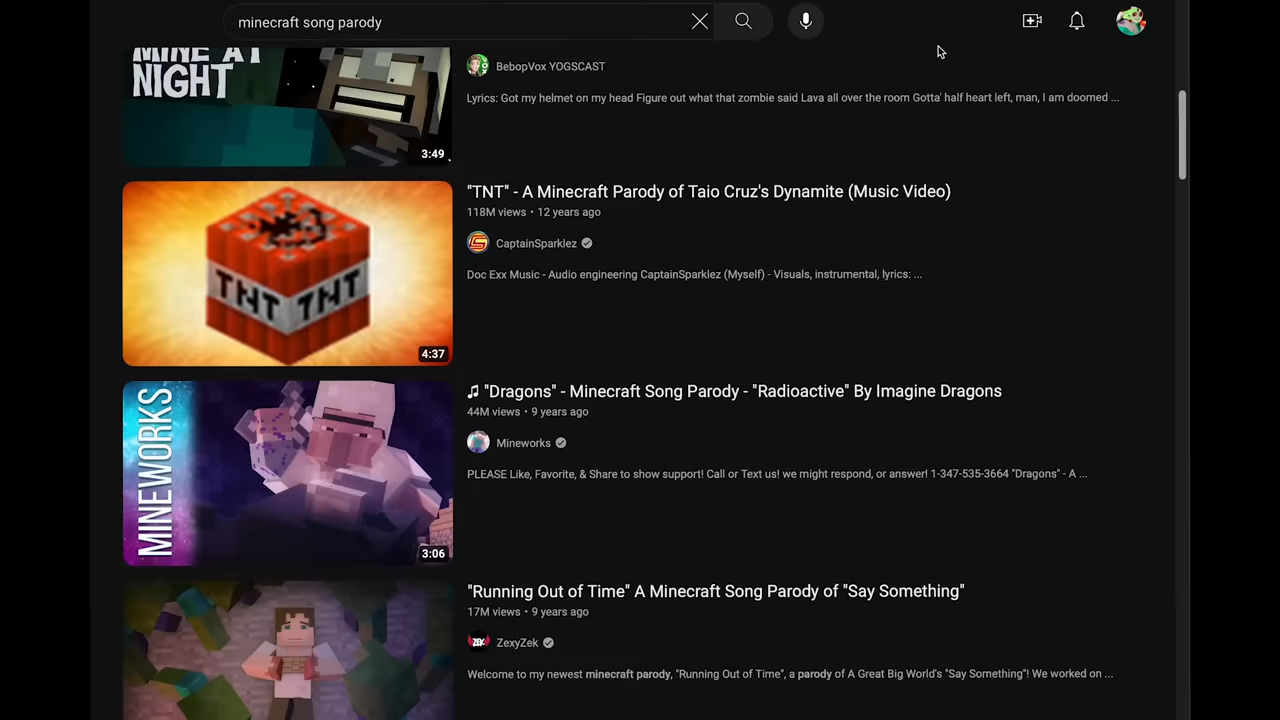 minecraft song parody
MINE AT
NIGHT
3:49
BebopVox YOGSCAST
Lyrics: Got my helmet on my head Figure out what that zombie said Lava all over the room Gotta' half heart left, man, I am doomed ...
TNT TNT
4:37
"TNT" - A Minecraft Parody of Taio Cruz's Dynamite (Music Video)
118M views • 12 years ago
CaptainSparklez
Doc Exx Music - Audio engineering CaptainSparklez (Myself) - Visuals, instrumental, lyrics: ...
MINEWORKS
3:06
♫ "Dragons" - Minecraft Song Parody - "Radioactive" By Imagine Dragons
44M views • 9 years ago
Mineworks
PLEASE Like, Favorite, & Share to show support! Call or Text us! we might respond, or answer! 1-347-535-3664 "Dragons" - A ...
"Running Out of Time" A Minecraft Song Parody of "Say Something"
17M views • 9 years ago
ZEK
ZexyZek
Welcome to my newest minecraft parody, "Running Out of Time", a parody of A Great Big World's "Say Something"! We worked on ...